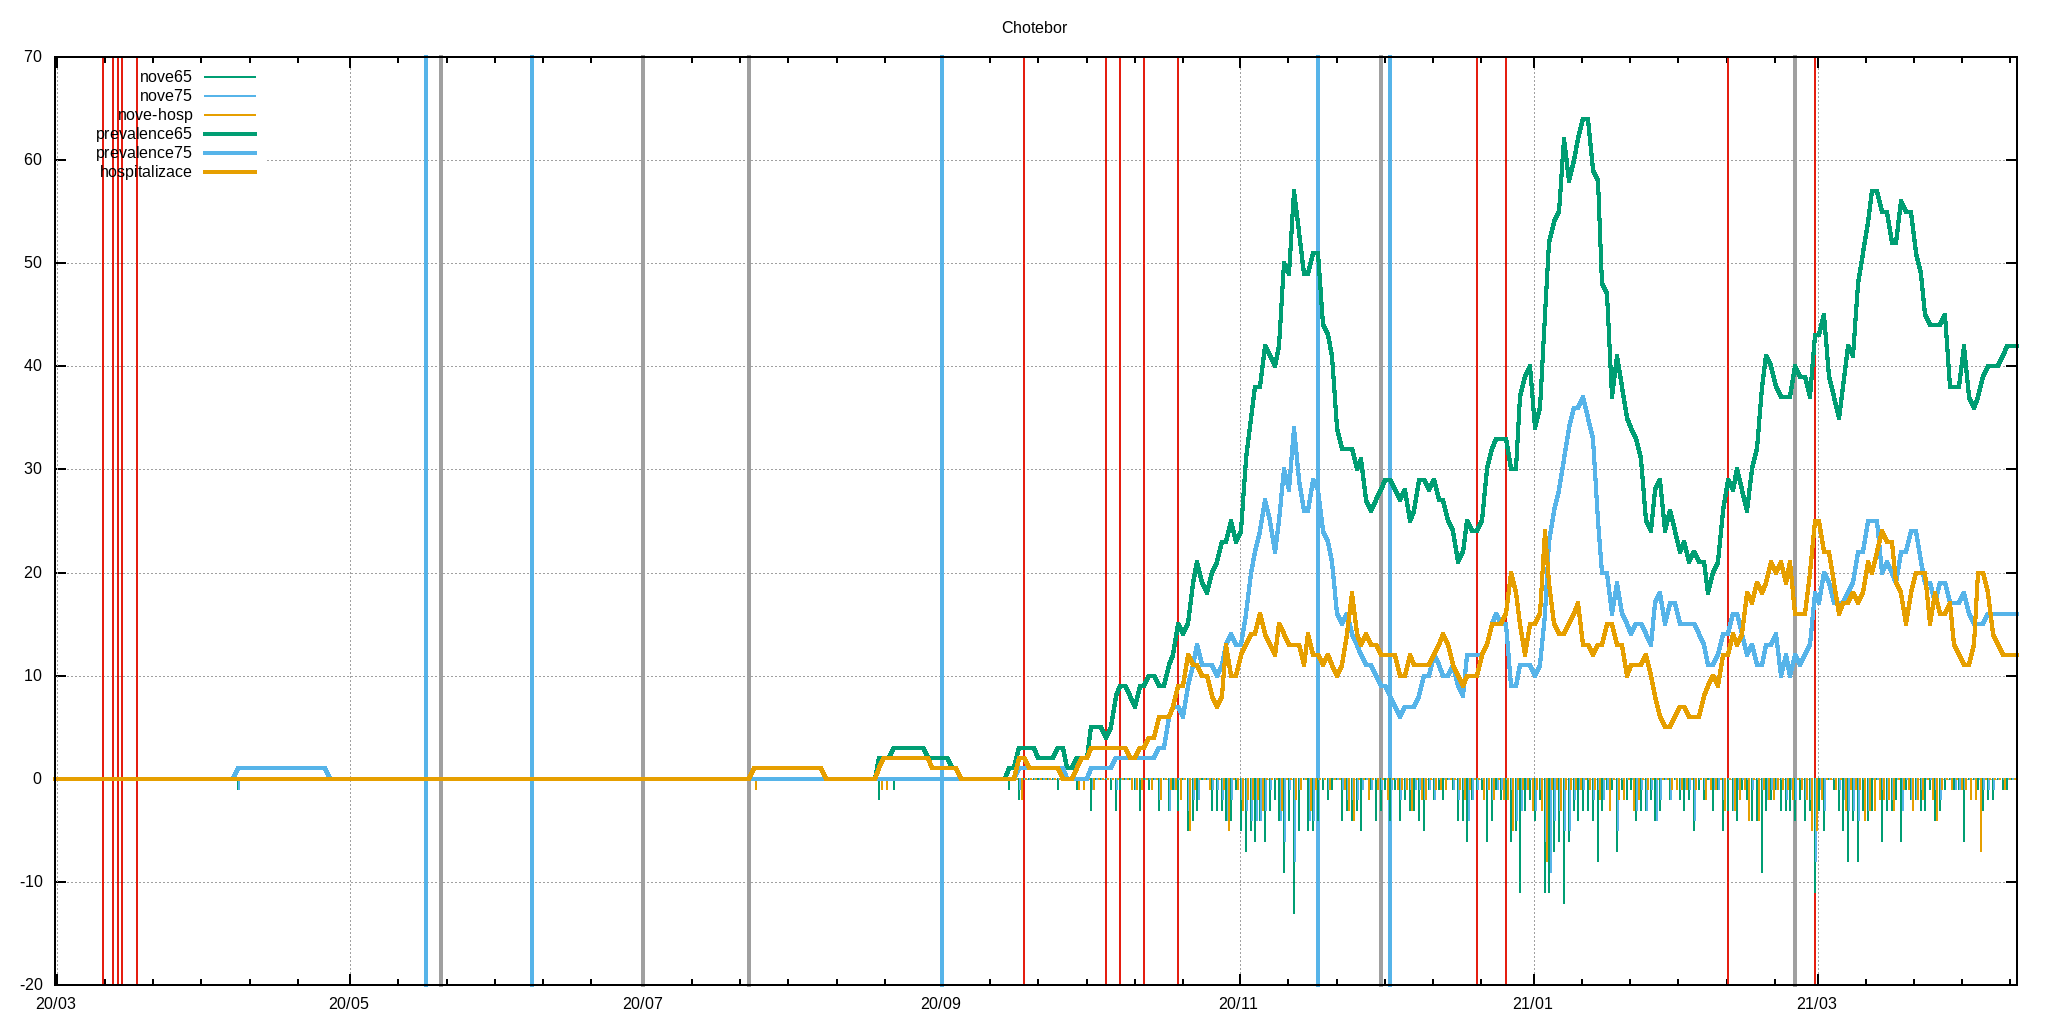 Chotebor
70
nove65
nove75
nove-hosp
prevalence65
prevalence75
hospitalizace
60
50
40
30
20
10
0
-10
-20
20/03 20/05 20/07 20/09 20/11 21/01 21/03